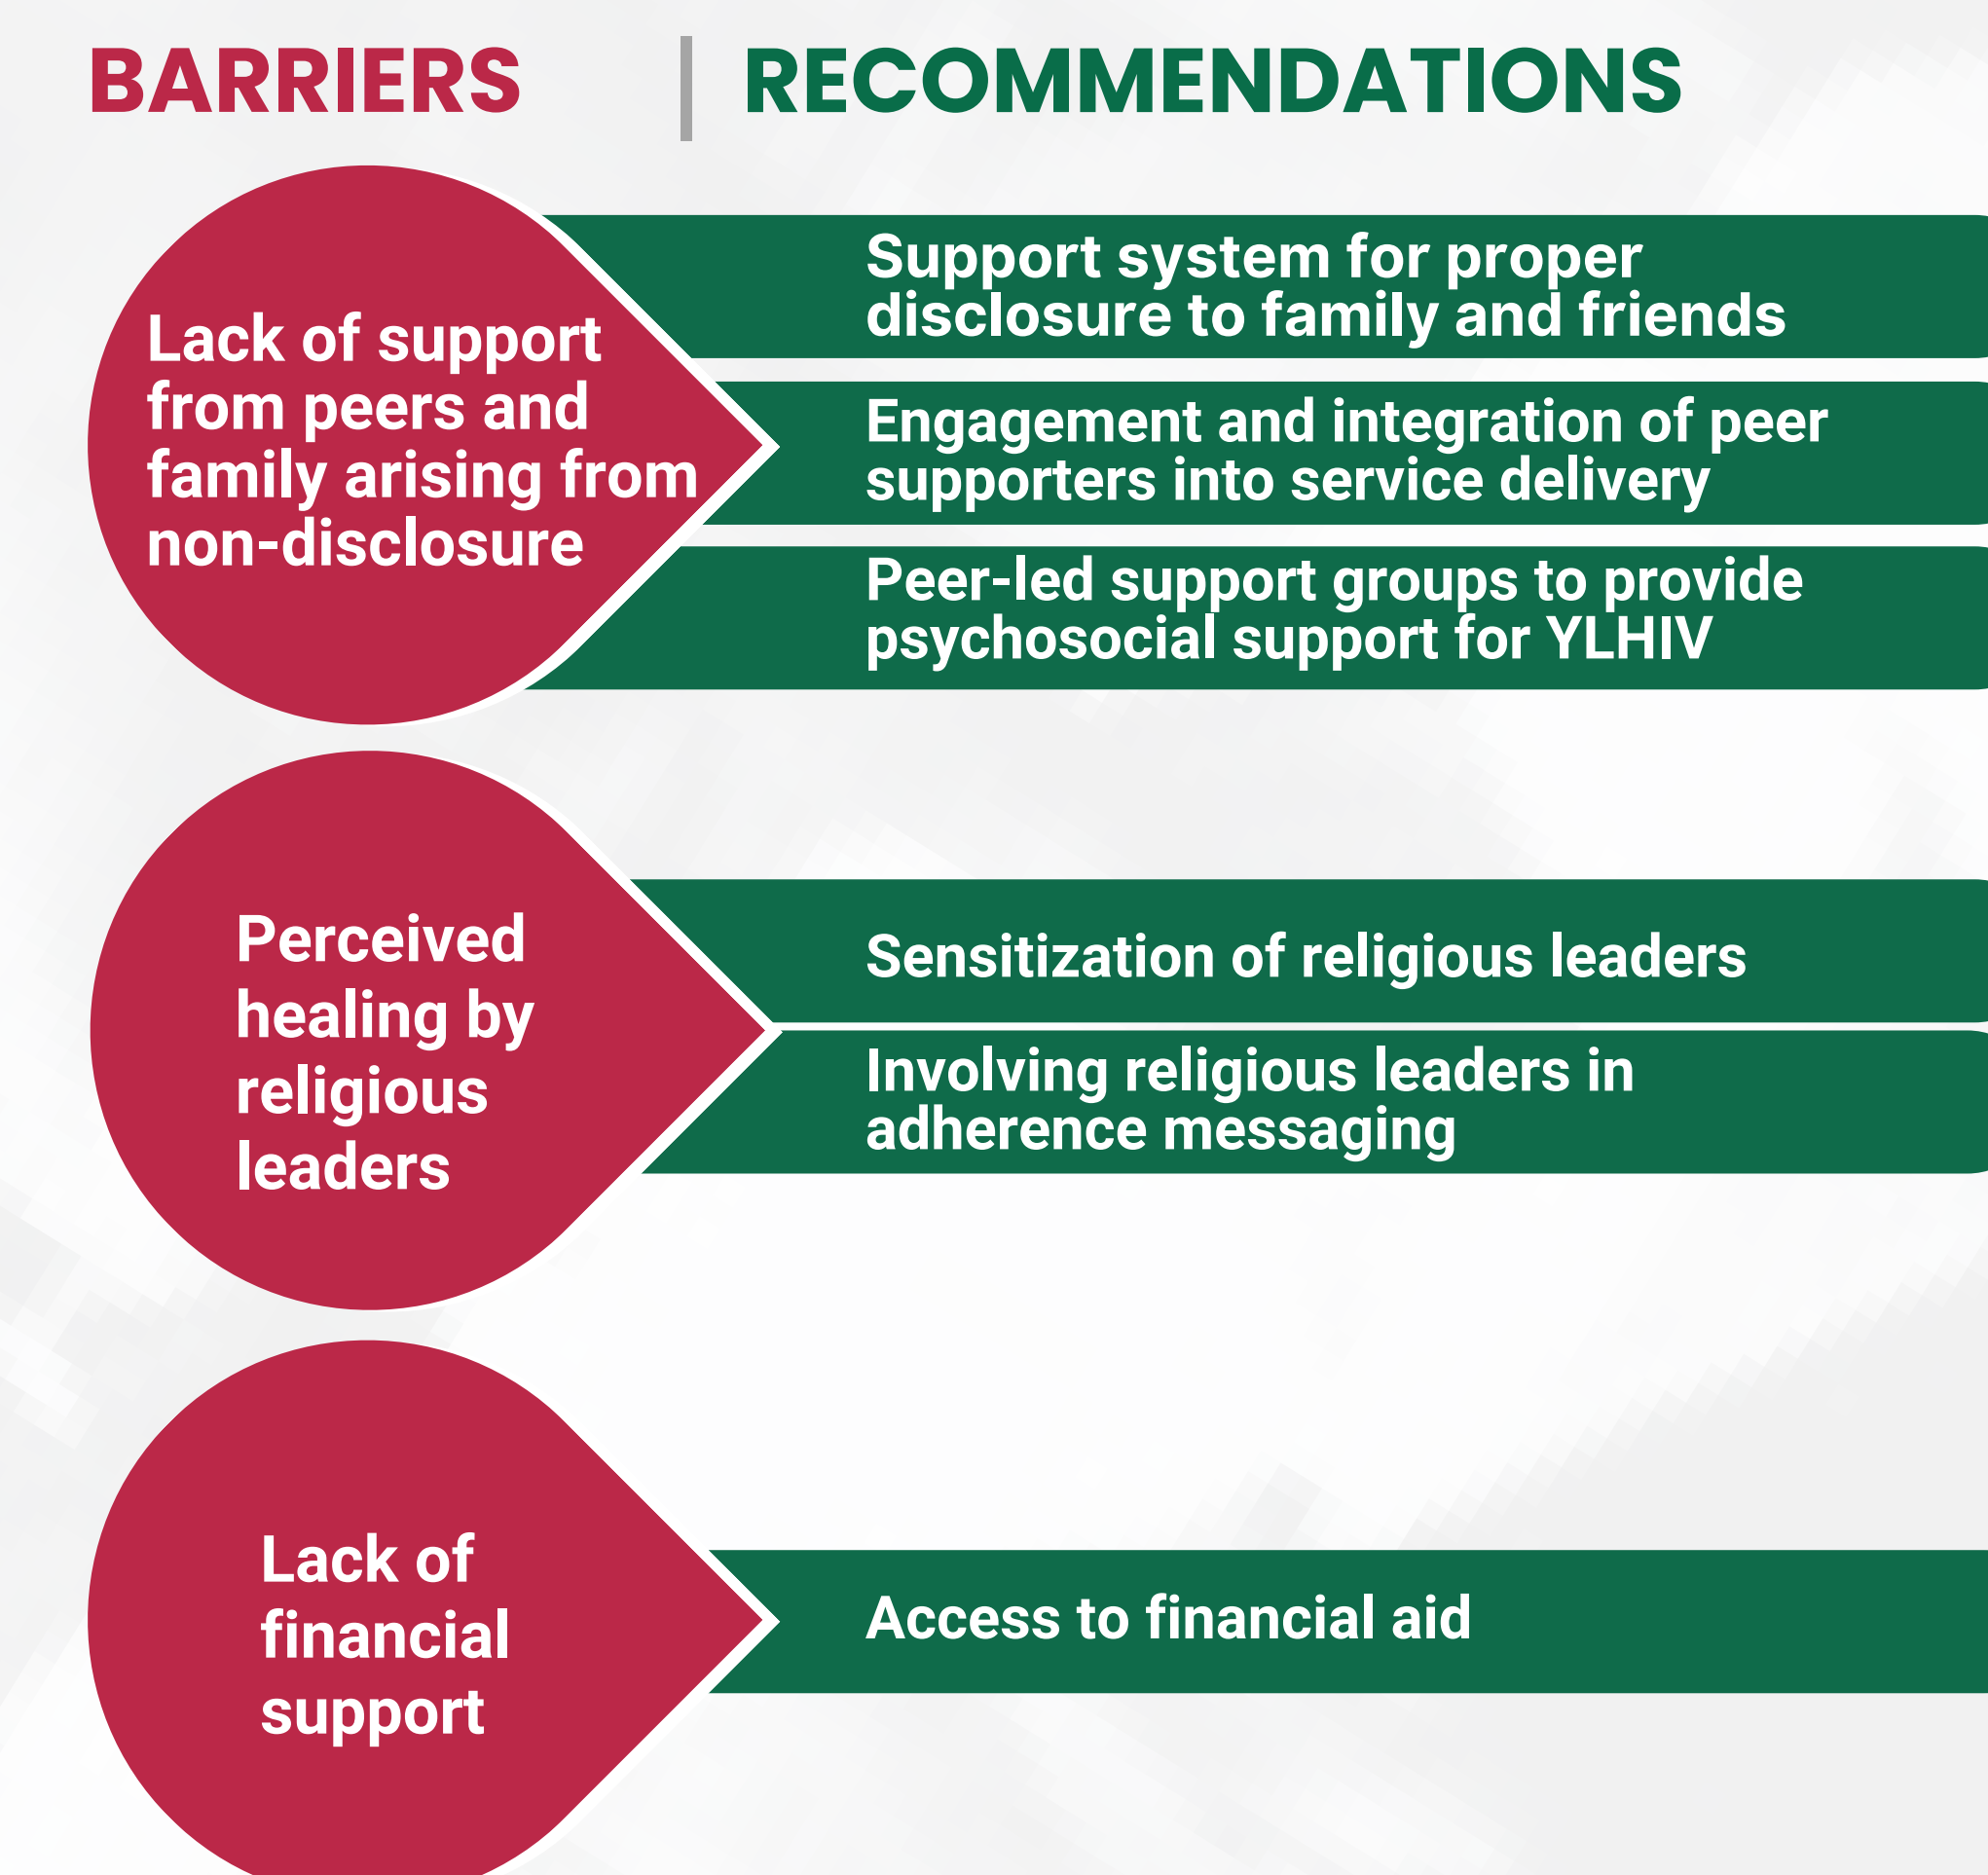 BARRIERS
RECOMMENDATIONS
Lack of support
from peers and
family arising from
non-disclosure
Support system for proper
disclosure to family and friends
Engagement and integration of peer
supporters into service delivery
Peer-led support groups to provide
psychosocial support for YLHIV
Perceived
healing by
religious
leaders
Sensitization of religious leaders
Involving religious leaders in
adherence messaging
Lack of
financial
support
Access to financial aid